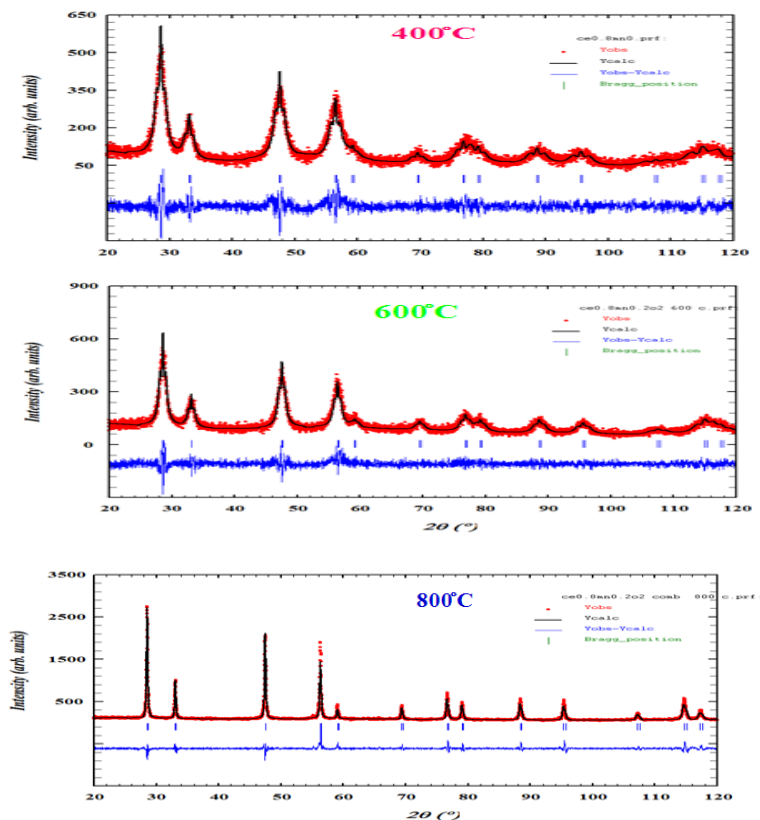 400°C
650
500
350
200
50
Intensity (arb. units)
ce0.8mn0.prf:
Yobs
Ycalc
Yobs-Ycalc
Bragg_position
20 30 40 50 60 70 80 90 100 110 120
600°C
900
600
300
0
Intensity (arb. units)
ce0.8mn0.2o2 600 c.prf:
Yobs
Ycalc
Yobs-Ycalc
Bragg_position
20 30 40 50 60 70 80 90 100 110 120
2θ (°)
800°C
3500
2500
1500
500
Intensity (arb. units)
ce0.8mn0.2o2 comb 800 c.prf:
Yobs
Ycalc
Yobs-Ycalc
Bragg_position
20 30 40 50 60 70 80 90 100 110 120
2θ (°)